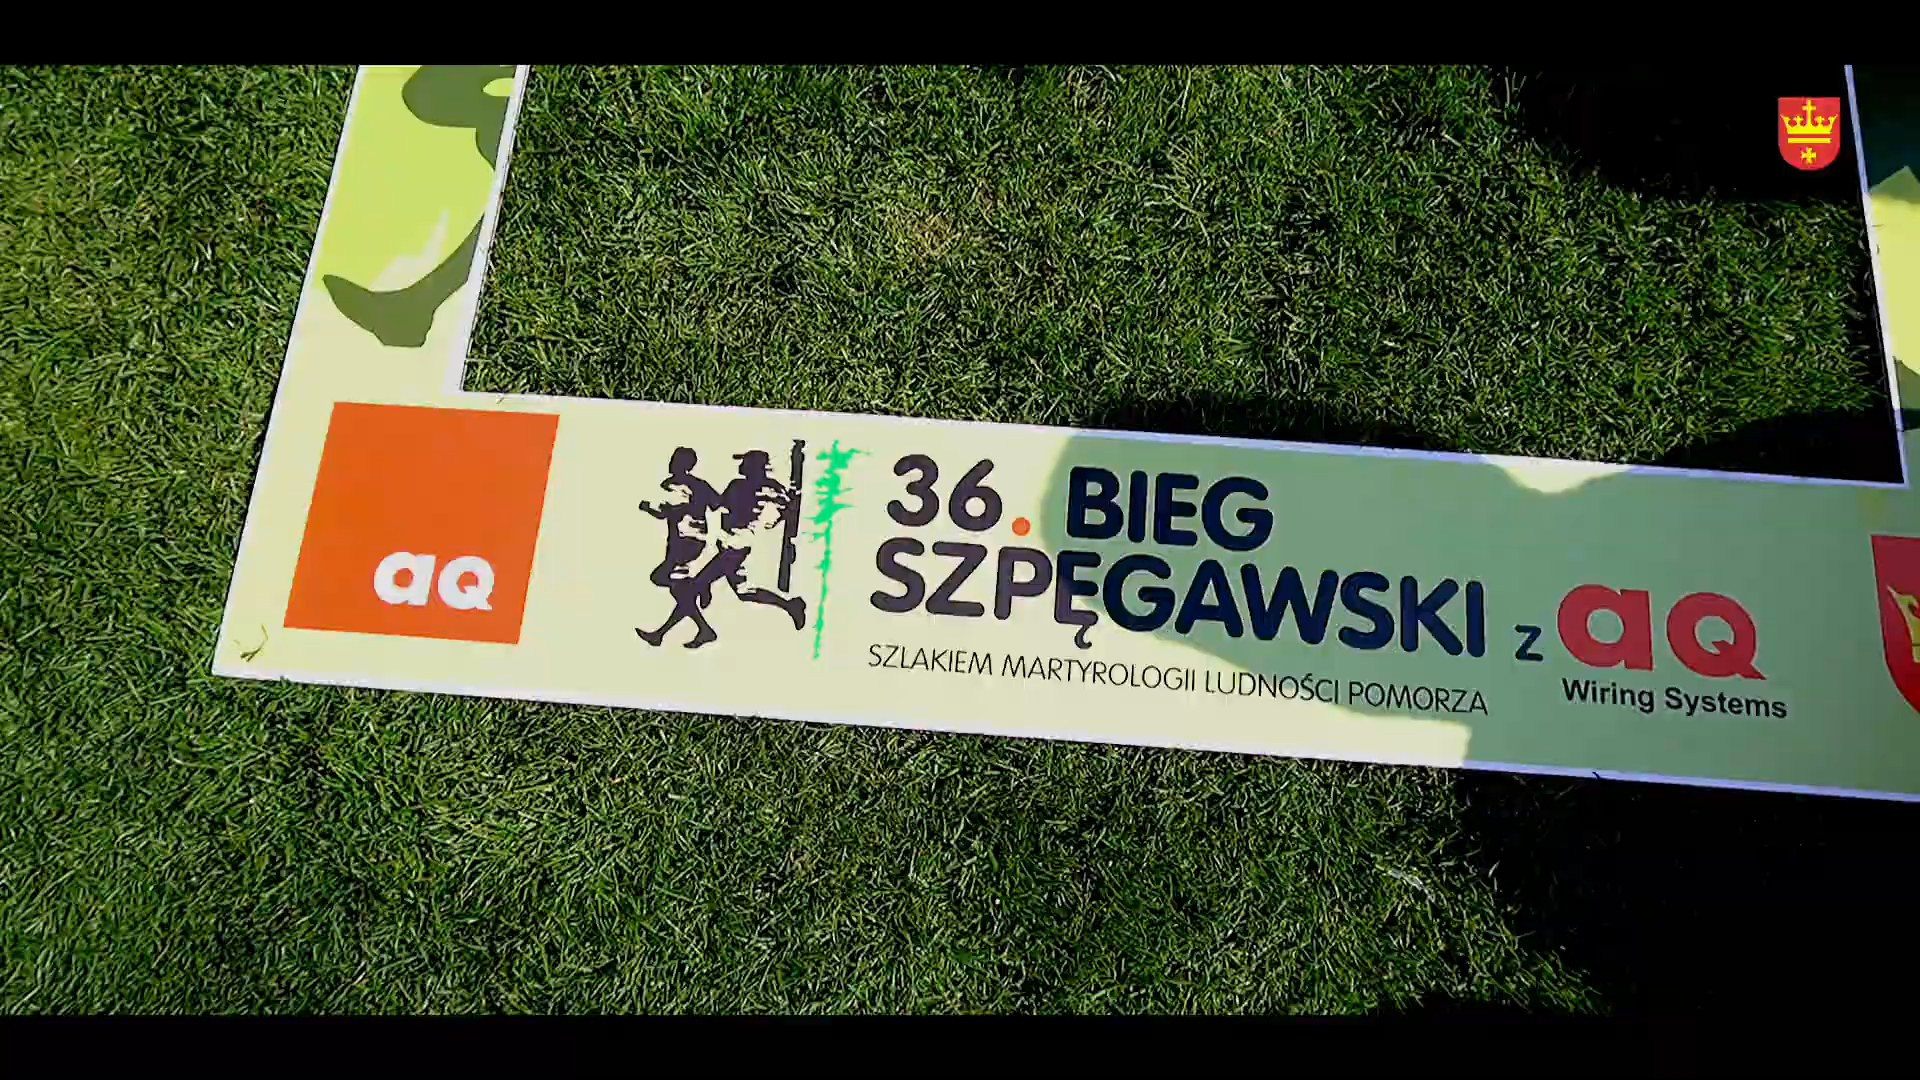 aQ
36. BIEG
SZPĘGAWSKI z aQ
Wiring Systems
SZLAKIEM MARTYROLOGII LUDNOŚCI POMORZA